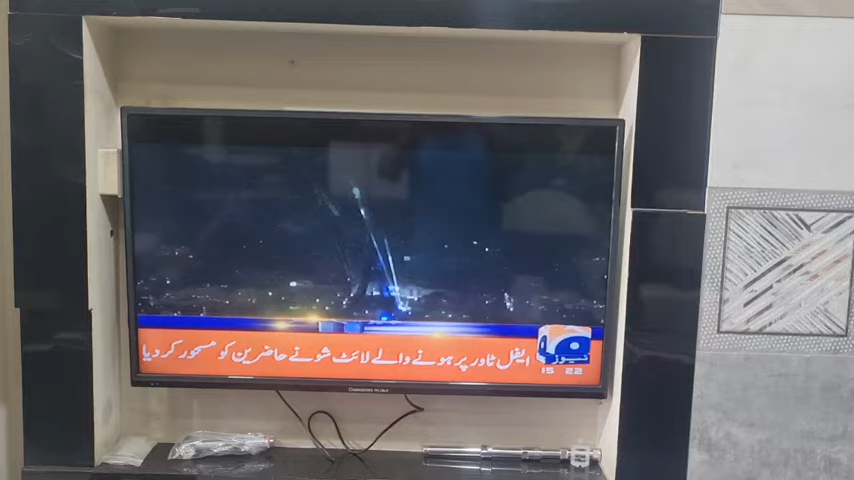 ایفل ٹاور پر ہونے والے لائٹ شو نے حاضرین کو مسحور کردیا
نیوز
15 22